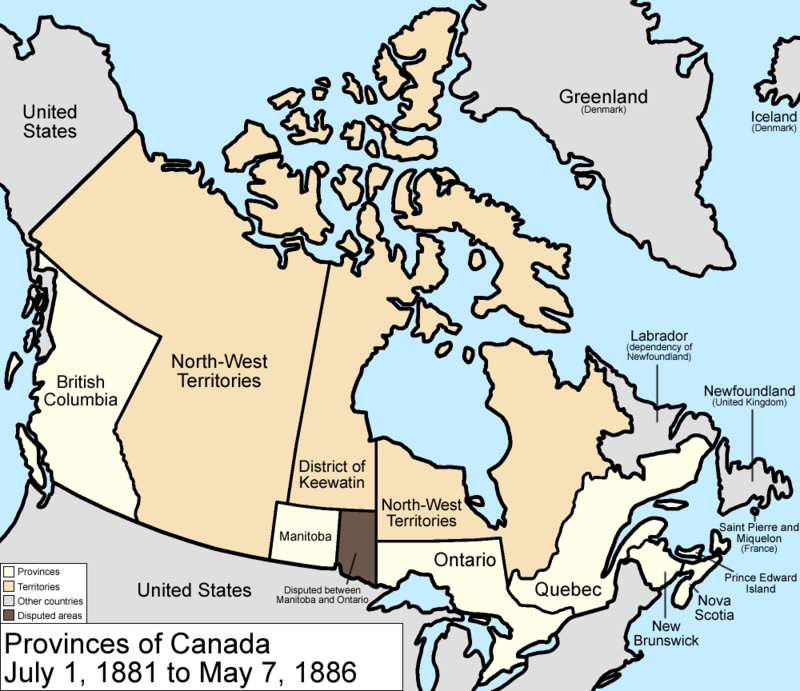 United
States
Greenland
(Denmark)
Iceland
(Denmark)
British
Columbia
North-West
Territories
District of
Keewatin
North-West
Territories
Manitoba
Disputed between
Manitoba and Ontario
Ontario
Quebec
Labrador
(dependency of
Newfoundland)
Newfoundland
(United Kingdom)
Saint Pierre and
Miquelon
(France)
Prince Edward
Island
Nova
Scotia
New
Brunswick
United States
Provinces
Territories
Other countries
Disputed areas
Provinces of Canada
July 1, 1881 to May 7, 1886